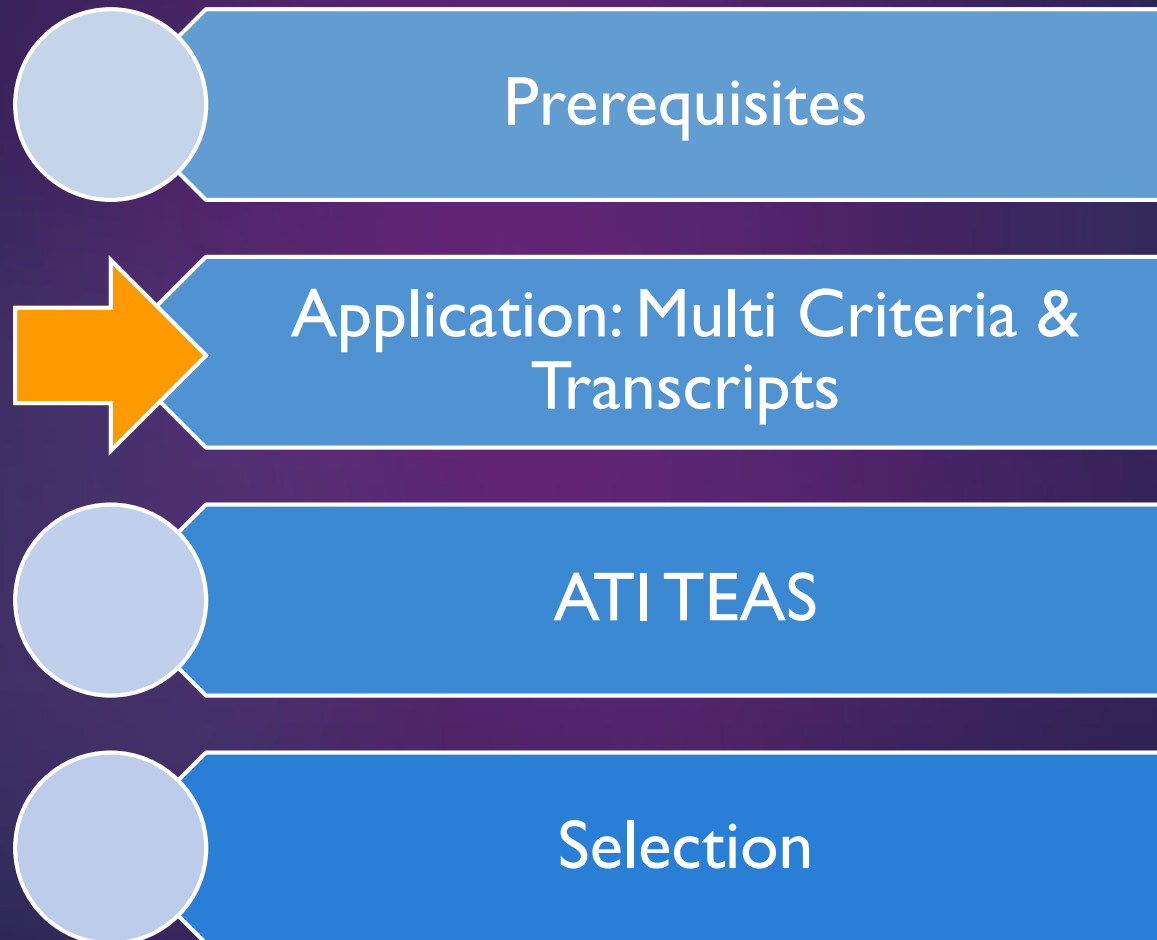 Prerequisites
Application: Multi Criteria &
Transcripts
ATI TEAS
Selection